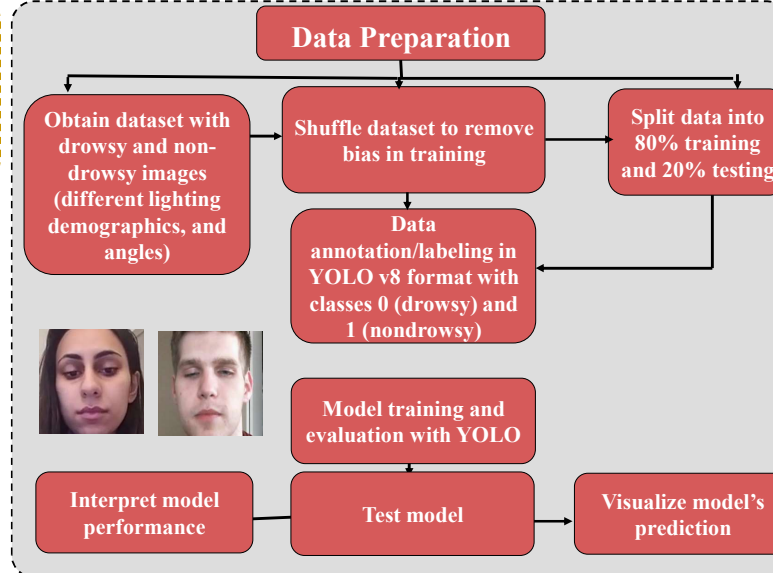 Data Preparation
Obtain dataset with
drowsy and non-
drowsy images
(different lighting
demographics, and
angles)
Shuffle dataset to remove
bias in training
Split data into
80% training
and 20% testing
Data
annotation/labeling in
YOLO v8 format with
classes 0 (drowsy) and
1 (nondrowsy)
Model training and
evaluation with YOLO
Interpret model
performance
Test model
Visualize model’s
prediction